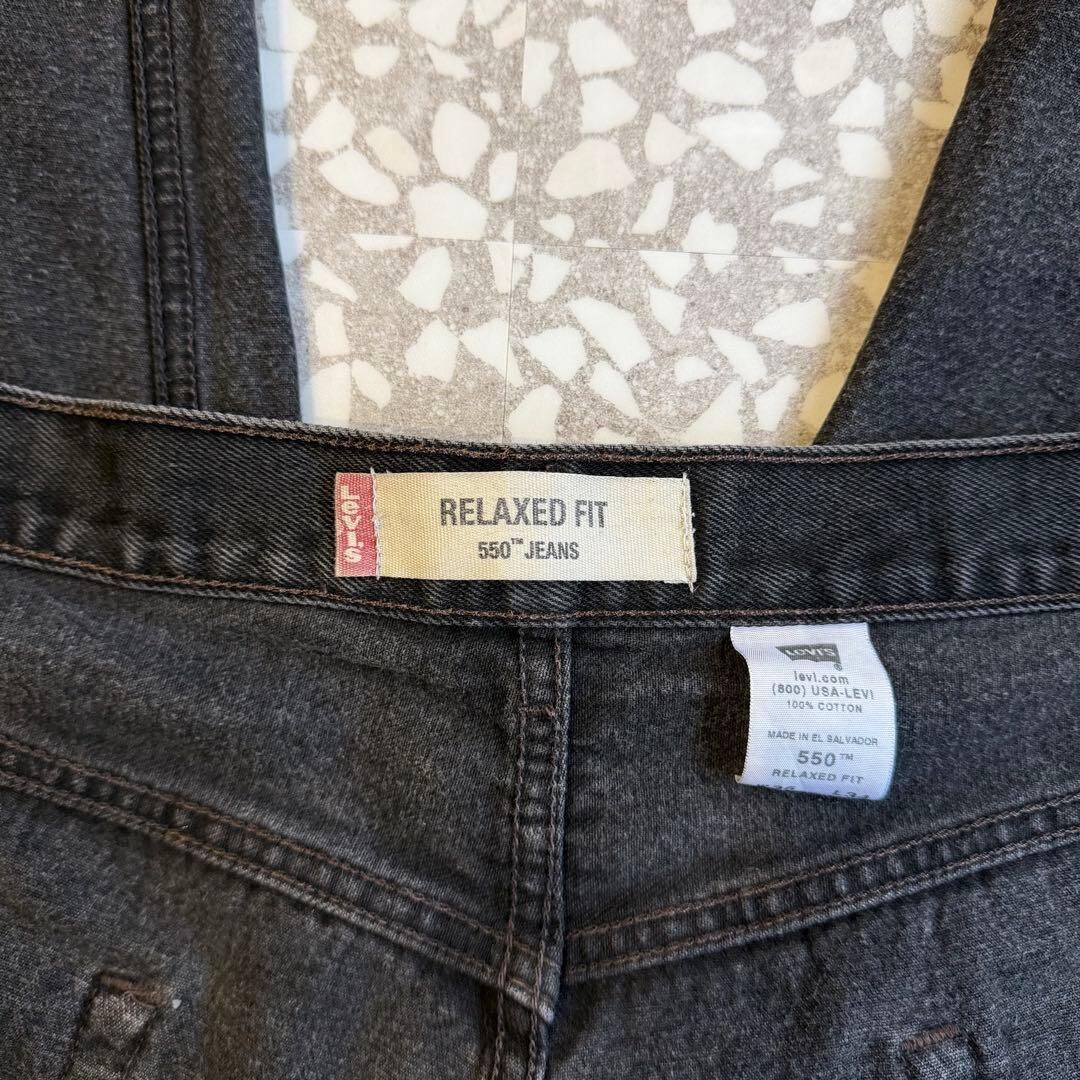 Levi's
RELAXED FIT
550™ JEANS
LEVI'S
®
levi.com
(800) USA-LEVI
100% COTTON
MADE IN EL SALVADOR
550™
RELAXED FIT